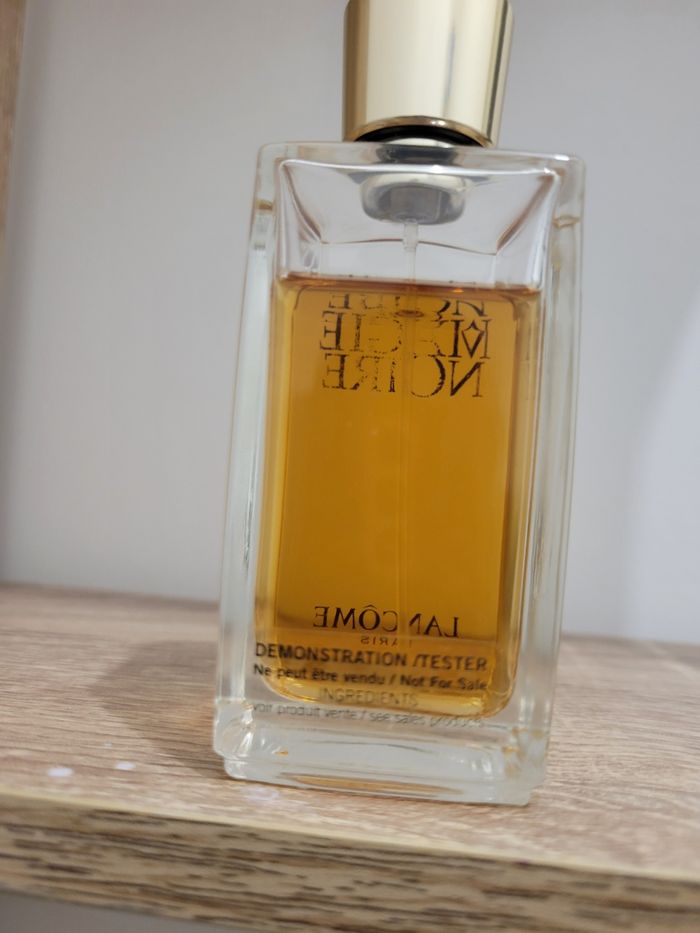 MAGIE
NOIRE
LANCÔME
PARIS
DEMONSTRATION /TESTER
Ne peut être vendu / Not For Sale
INGREDIENTS
voir produit vente / see sales products